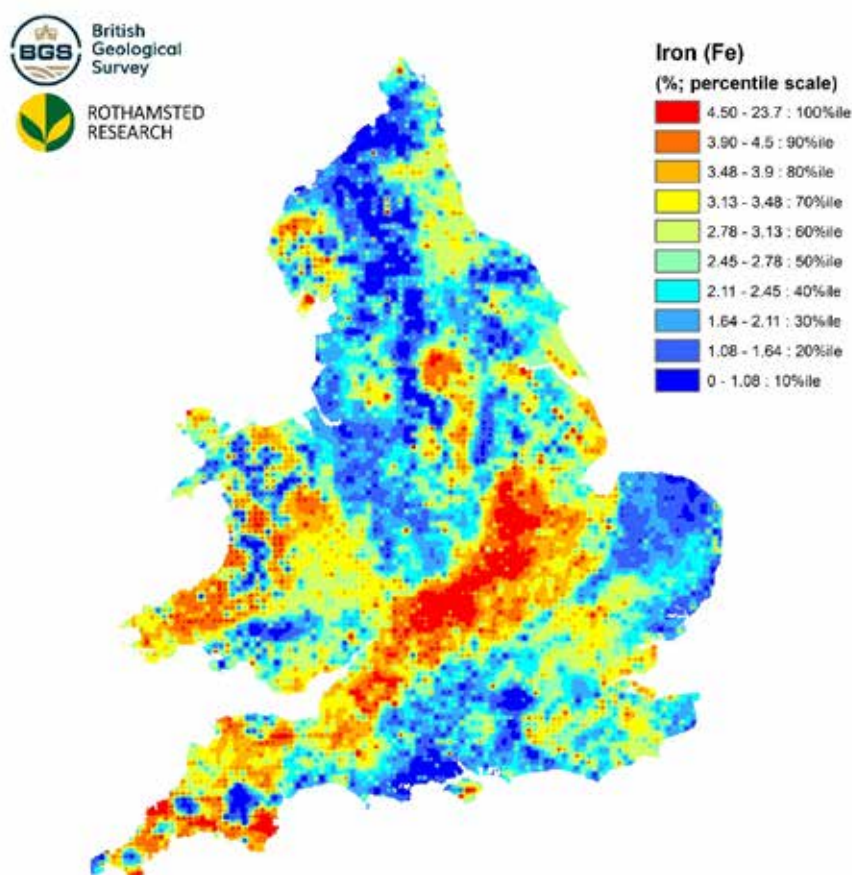 BGS
British
Geological
Survey
ROTHAMSTED
RESEARCH
Iron (Fe)
(%; percentile scale)
4.50 - 23.7 : 100%ile
3.90 - 4.5 : 90%ile
3.48 - 3.9 : 80%ile
3.13 - 3.48 : 70%ile
2.78 - 3.13 : 60%ile
2.45 - 2.78 : 50%ile
2.11 - 2.45 : 40%ile
1.64 - 2.11 : 30%ile
1.08 - 1.64 : 20%ile
0 - 1.08 : 10%ile